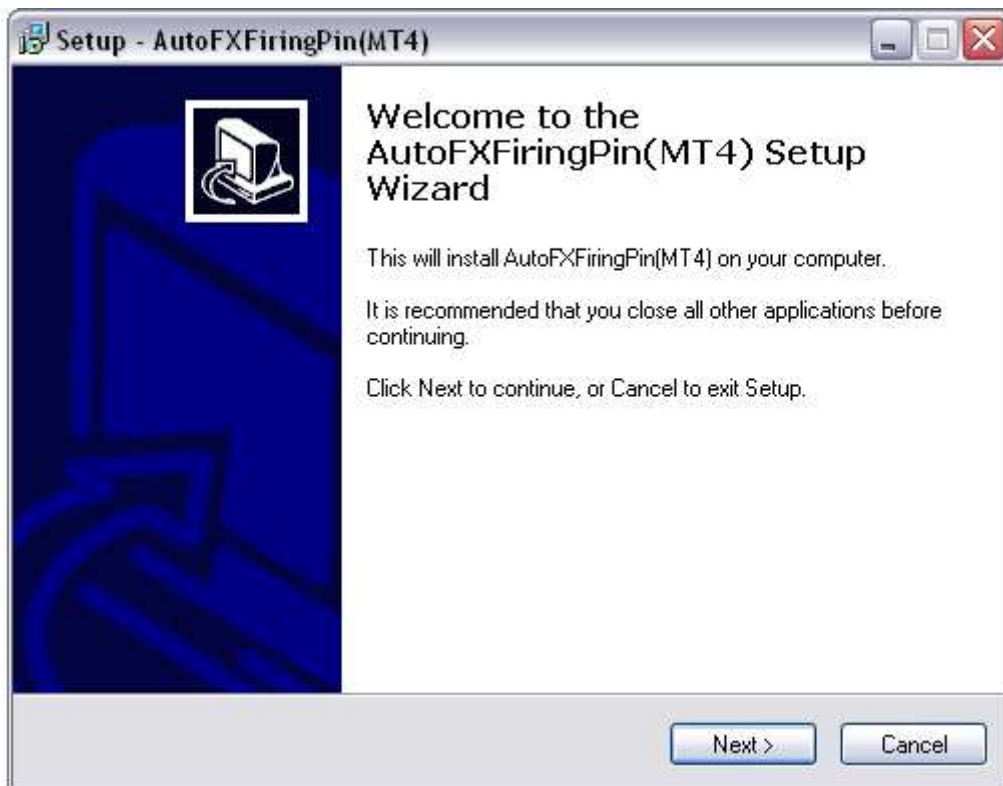 Setup - AutoFXFiringPin(MT4)
Welcome to the
AutoFXFiringPin(MT4) Setup
Wizard
This will install AutoFXFiringPin(MT4) on your computer.
It is recommended that you close all other applications before
continuing.
Click Next to continue, or Cancel to exit Setup.
Next >
Cancel